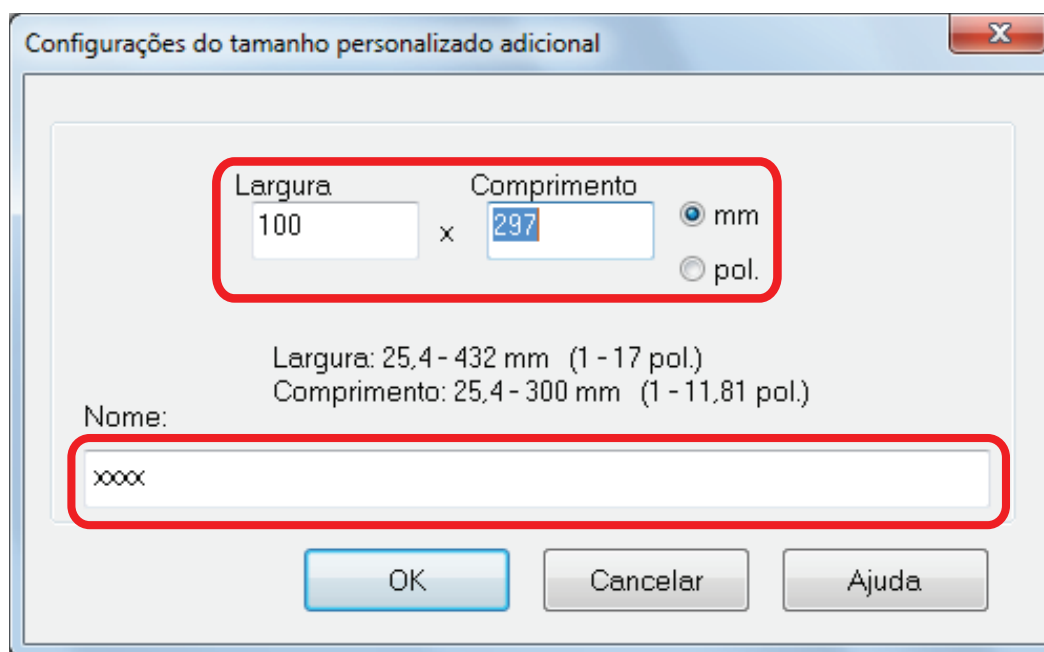 Configurações do tamanho personalizado adicional
Largura Comprimento
100 x 297 mm
pol.
Largura: 25,4 - 432 mm (1 - 17 pol.)
Comprimento: 25,4 - 300 mm (1 - 11,81 pol.)
Nome:
xxxx
OK Cancelar Ajuda